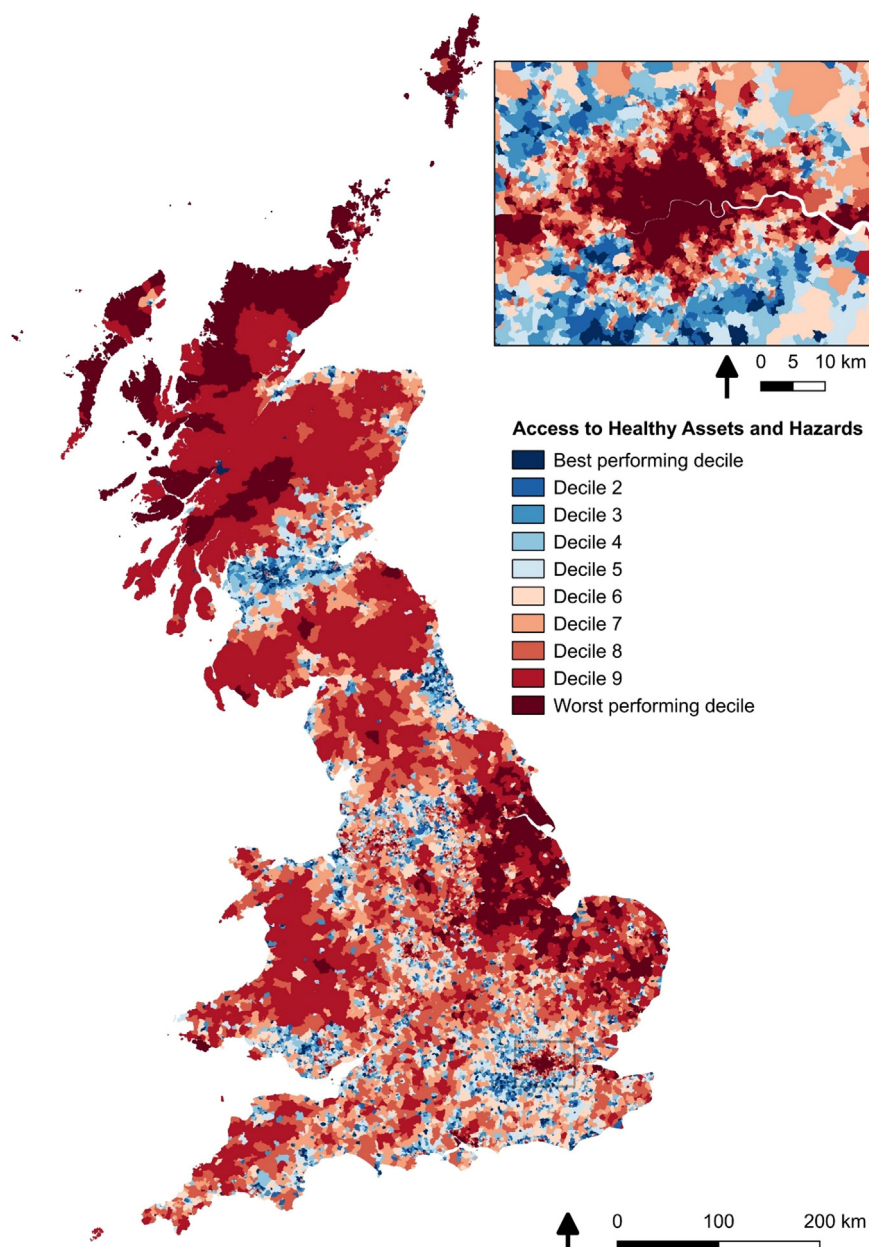 0 5 10 km
Access to Healthy Assets and Hazards
Best performing decile
Decile 2
Decile 3
Decile 4
Decile 5
Decile 6
Decile 7
Decile 8
Decile 9
Worst performing decile
0 100 200 km